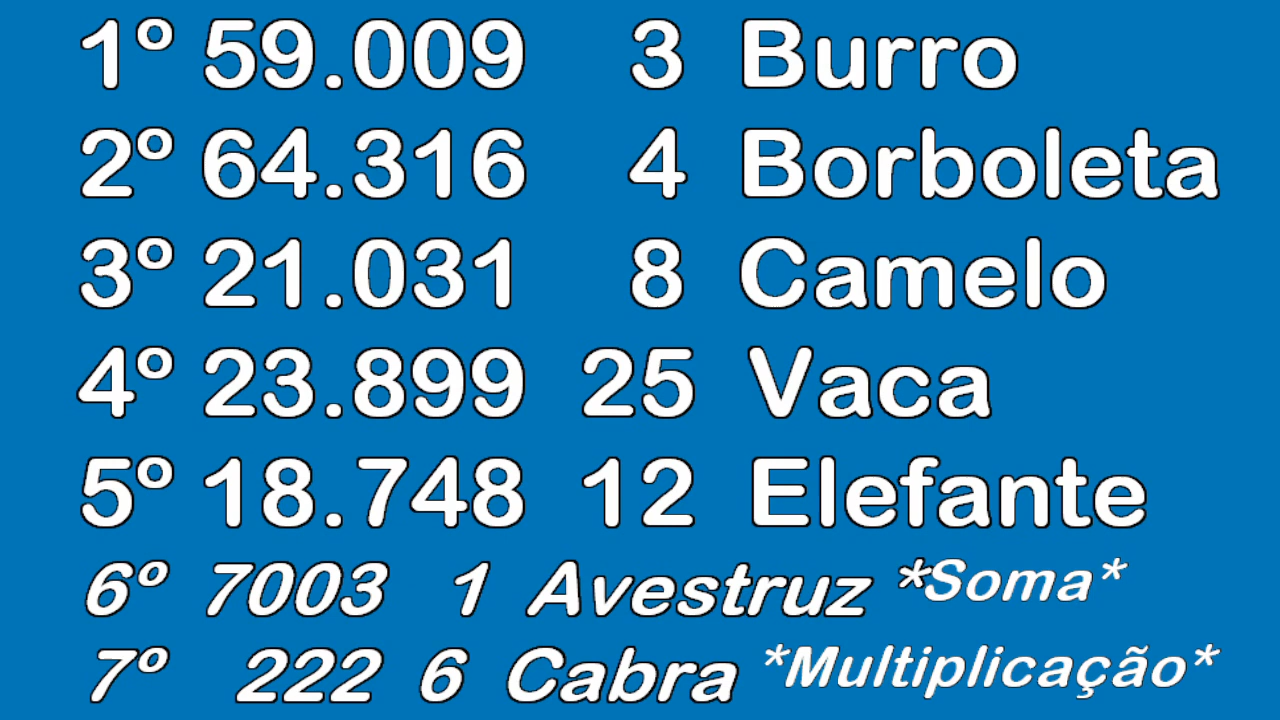 1º 59.009 3 Burro
2º 64.316 4 Borboleta
3º 21.031 8 Camelo
4º 23.899 25 Vaca
5º 18.748 12 Elefante
6º 7003 1 Avestruz *Soma*
7º 222 6 Cabra *Multiplicação*